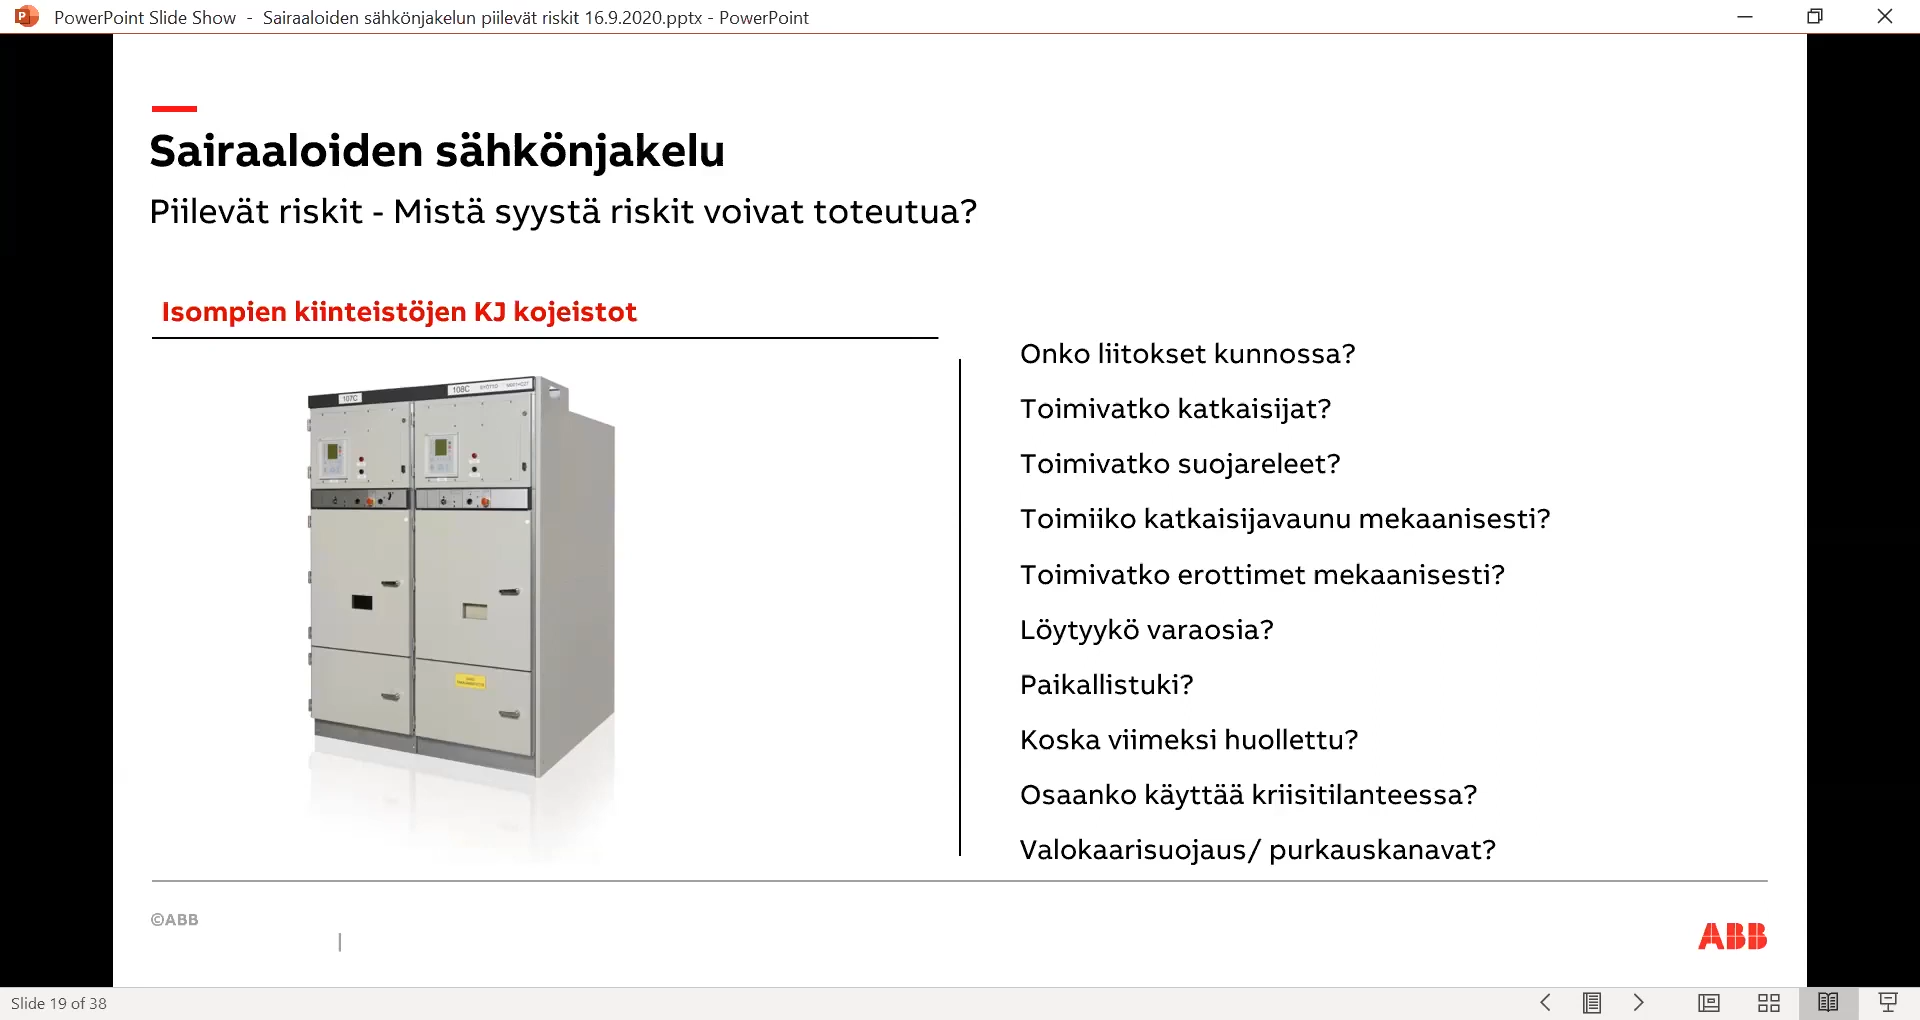 PowerPoint Slide Show - Sairaaloiden sähkönjakelun piilevät riskit 16.9.2020.pptx - PowerPoint
Sairaaloiden sähkönjakelu
Piilevät riskit - Mistä syystä riskit voivat toteutua?
Isompien kiinteistöjen KJ kojeistot
107C
108C
Onko liitokset kunnossa?
Toimivatko katkaisijat?
Toimivatko suojareleet?
Toimiiko katkaisijavaunu mekaanisesti?
Toimivatko erottimet mekaanisesti?
Löytyykö varaosia?
Paikallistuki?
Koska viimeksi huollettu?
Osaanko käyttää kriisitilanteessa?
Valokaarisuojaus/ purkauskanavat?
©ABB
ABB
Slide 19 of 38